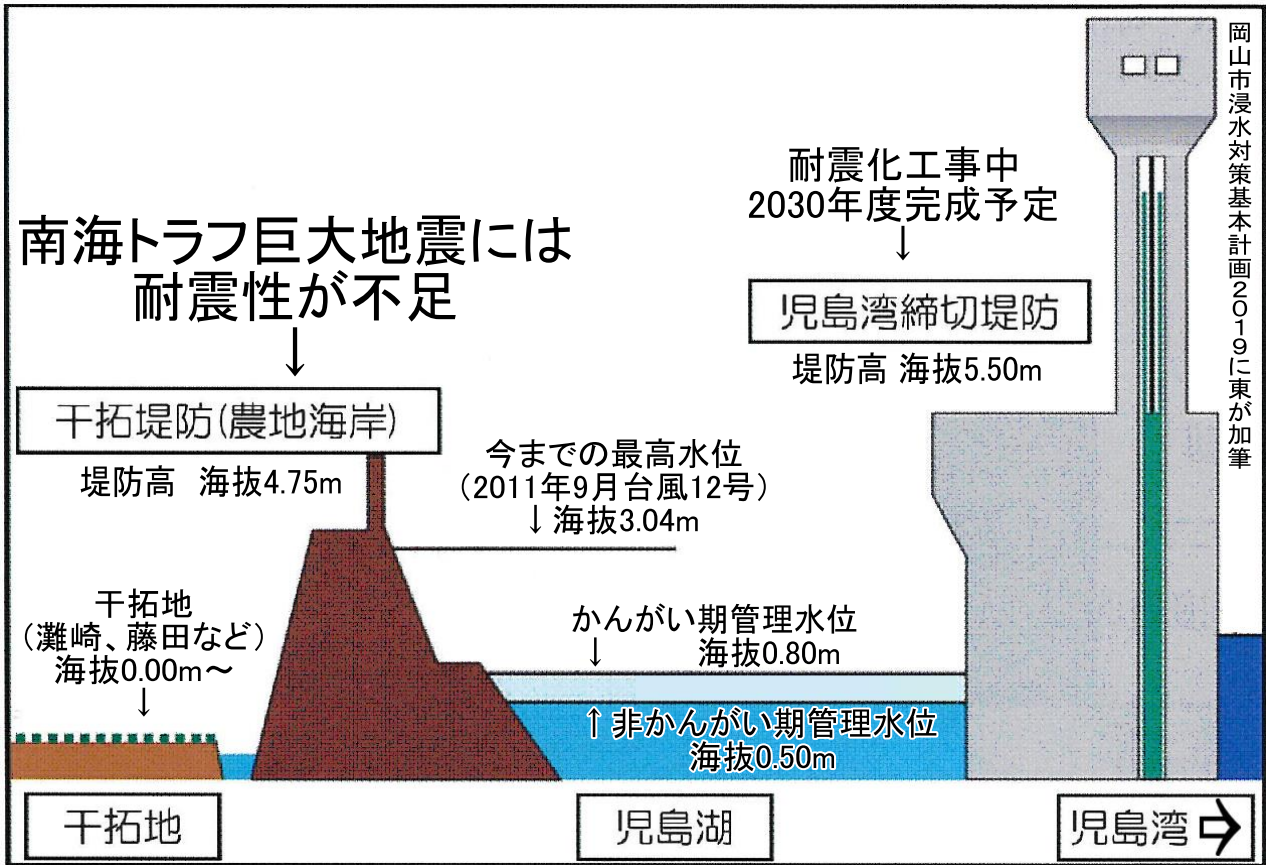 岡山市浸水対策基本計画2019に東が加筆
南海トラフ巨大地震には
耐震性が不足
↓
干拓堤防(農地海岸)
堤防高 海抜4.75m
耐震化工事中
2030年度完成予定
↓
児島湾締切堤防
堤防高 海抜5.50m
今までの最高水位
(2011年9月台風12号)
↓海抜3.04m
干拓地
(灘崎、藤田など)
海抜0.00m～
↓
かんがい期管理水位
↓ 海抜0.80m
↑非かんがい期管理水位
海抜0.50m
干拓地
児島湖
児島湾⇨